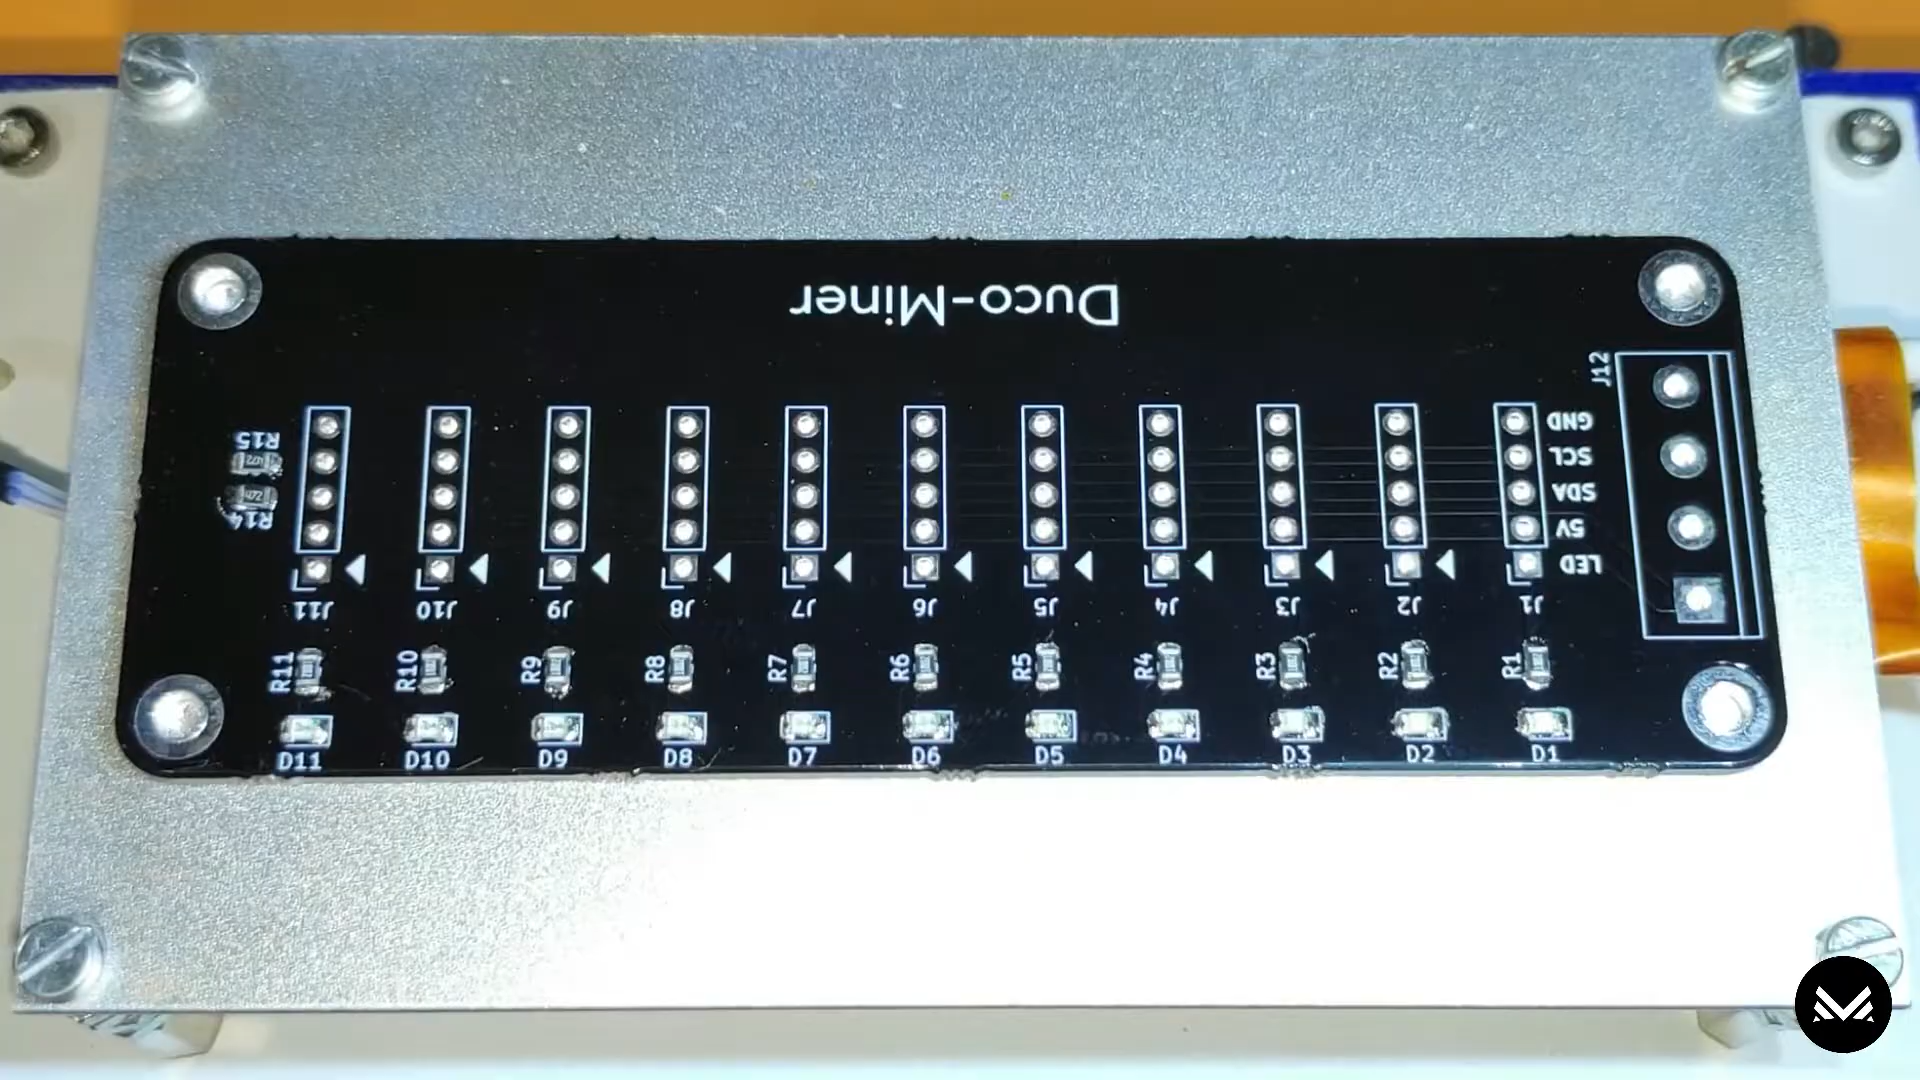 Duco-Miner
J12
R15
R14
GND
SCL
SDA
5V
LED
J11 J10 J9 J8 J7 J6 J5 J4 J3 J2 J1
R11 R10 R9 R8 R7 R6 R5 R4 R3 R2 R1
D11 D10 D9 D8 D7 D6 D5 D4 D3 D2 D1